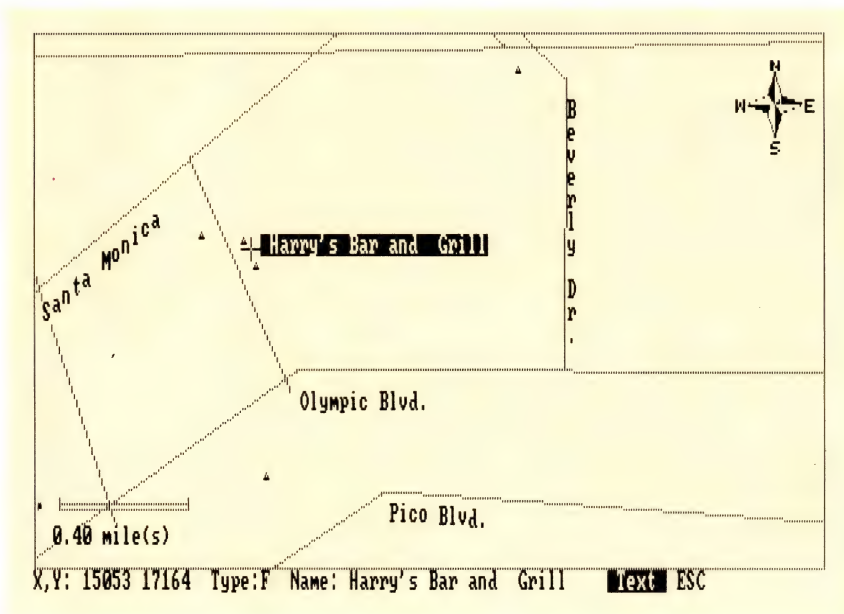 N
W E
S
Beverly Dr.
Santa Monica
Harry's Bar and Grill
Olympic Blvd.
Pico Blvd.
0.40 mile(s)
X,Y: 15053 17164 Type:F Name: Harry's Bar and Grill Text ESC